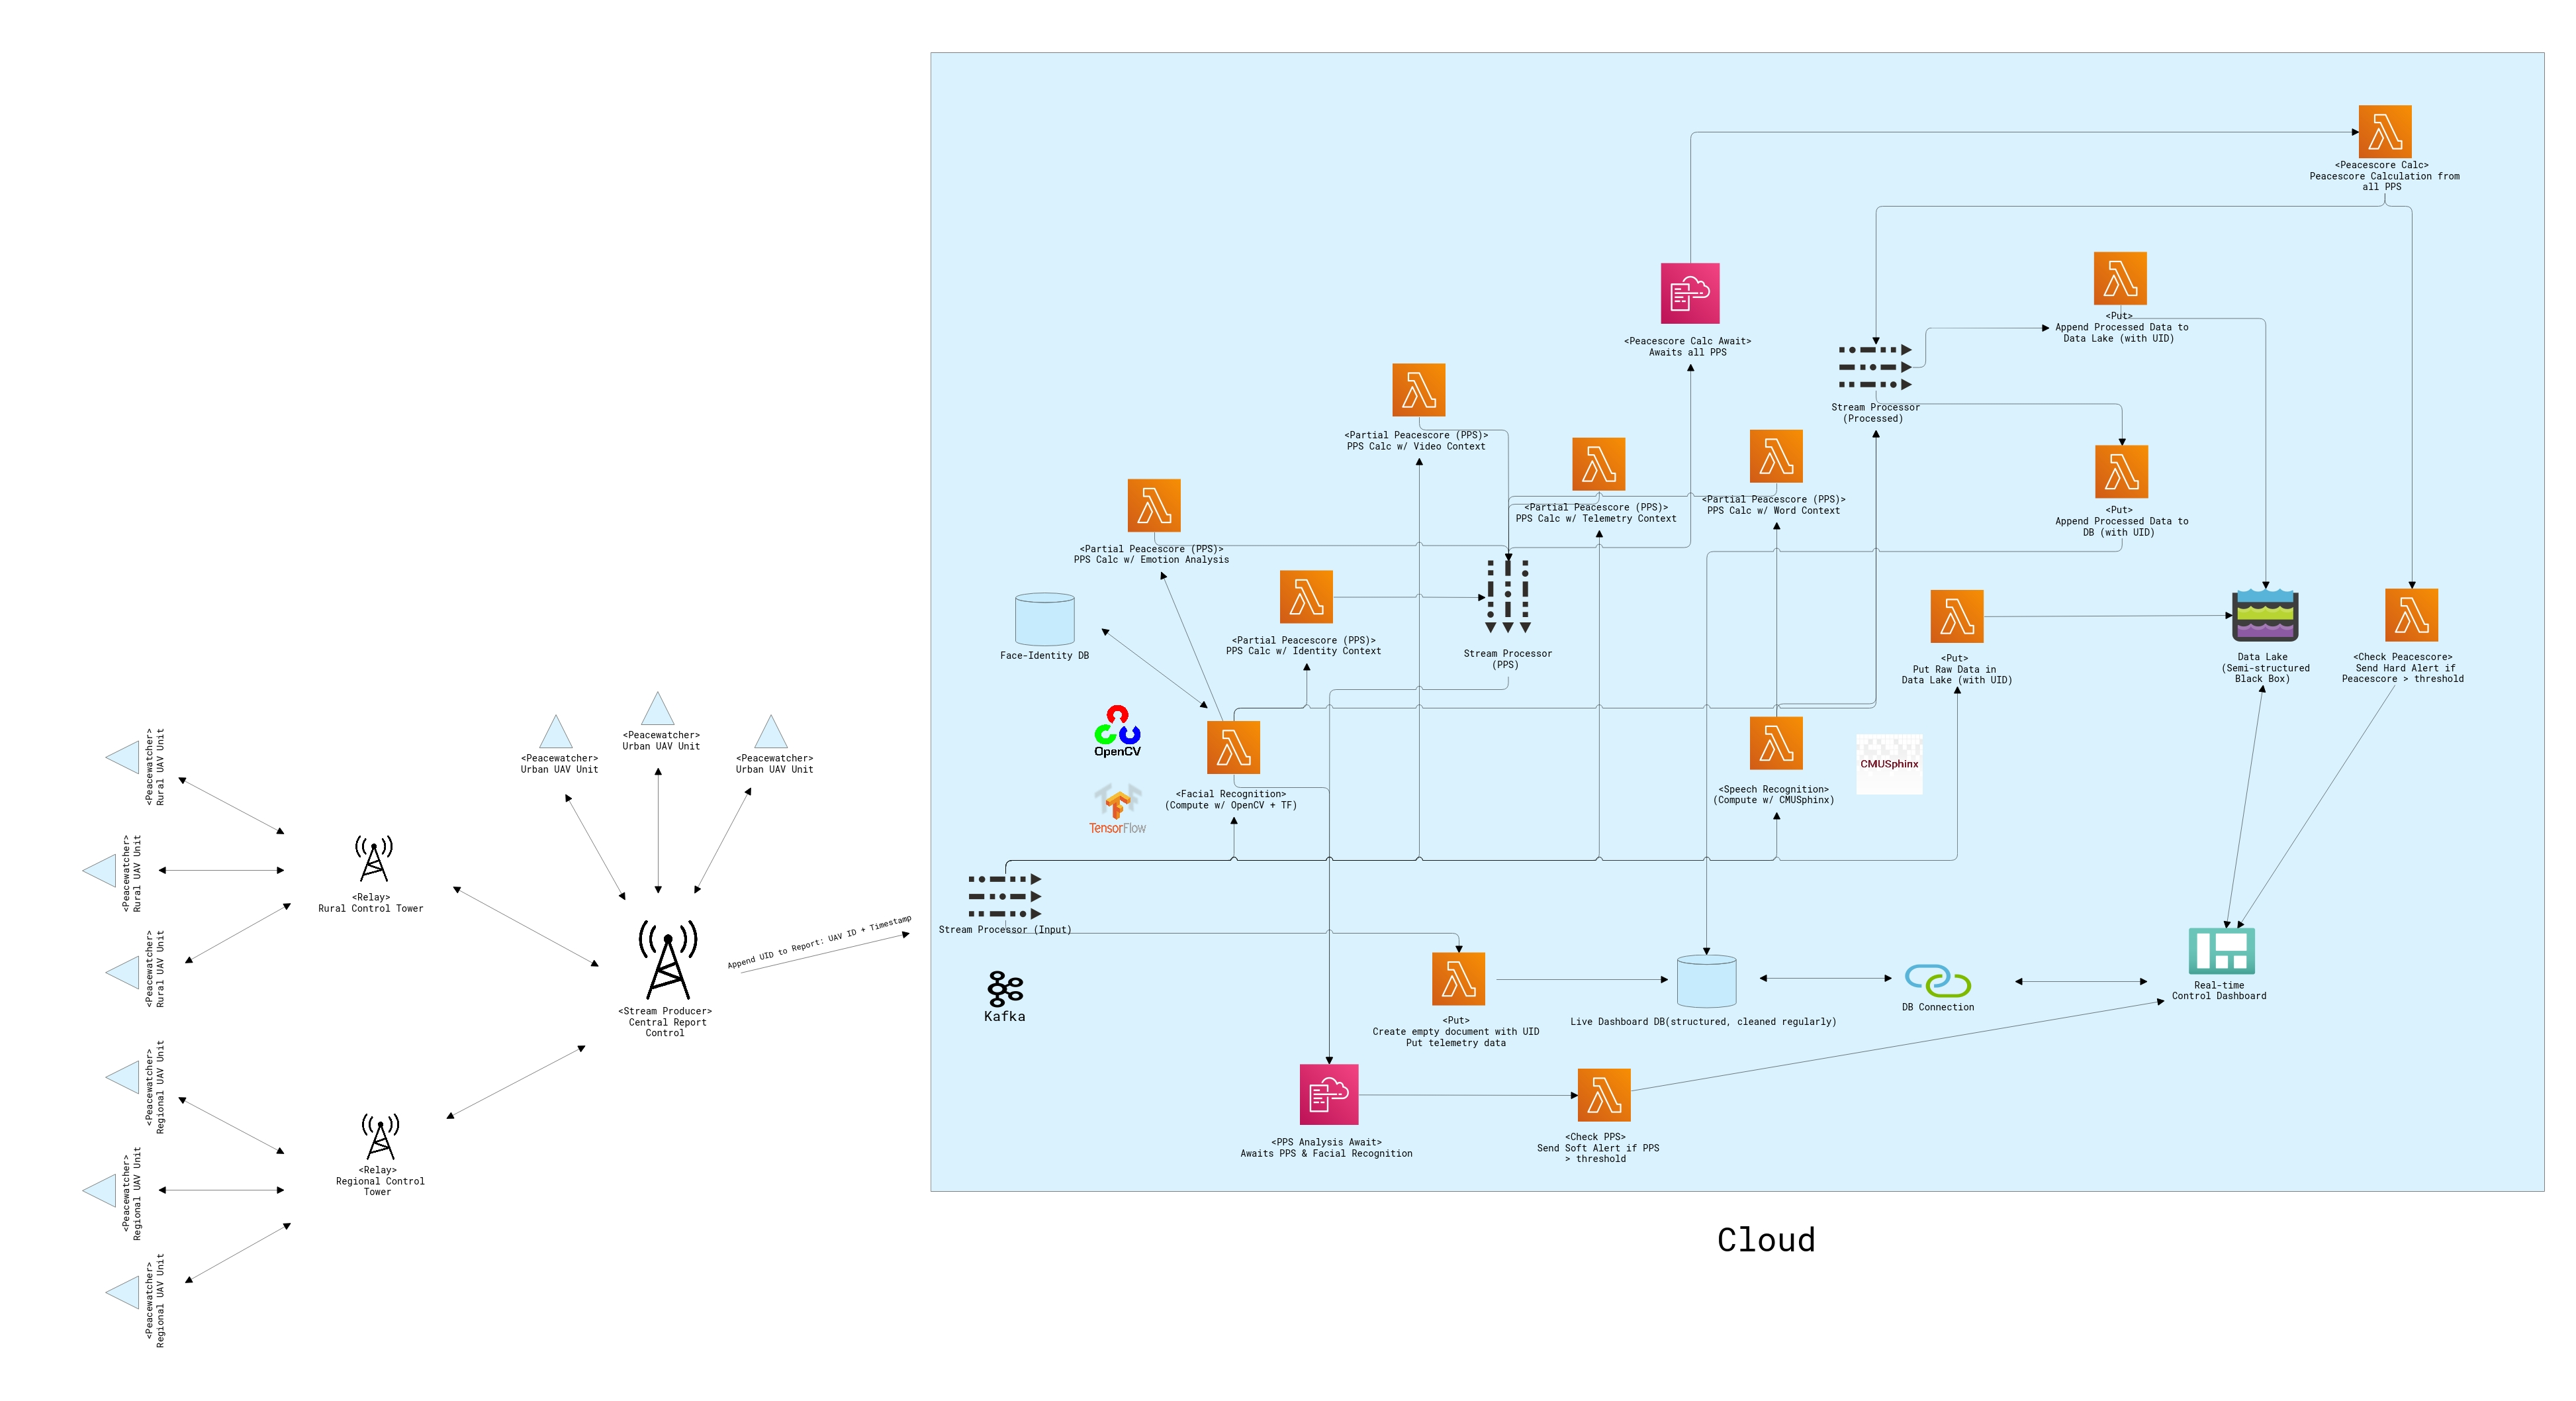 <Peacescore Calc>
Peacescore Calculation from
all PPS
<Put>
Append Processed Data to
Data Lake (with UID)
<Peacescore Calc Await>
Awaits all PPS
Stream Processor
(Processed)
<Partial Peacescore (PPS)>
PPS Calc w/ Video Context
<Partial Peacescore (PPS)>
PPS Calc w/ Telemetry Context
<Partial Peacescore (PPS)>
PPS Calc w/ Word Context
<Put>
Append Processed Data to
DB (with UID)
<Partial Peacescore (PPS)>
PPS Calc w/ Emotion Analysis
<Partial Peacescore (PPS)>
PPS Calc w/ Identity Context
Face-Identity DB
Stream Processor
(PPS)
<Put>
Put Raw Data in
Data Lake (with UID)
Data Lake
(Semi-structured
Black Box)
<Check Peacescore>
Send Hard Alert if
Peacescore > threshold
OpenCV
TensorFlow
<Facial Recognition>
(Compute w/ OpenCV + TF)
<Speech Recognition>
(Compute w/ CMUSphinx)
CMUSphinx
<Peacewatcher>
Urban UAV Unit
<Peacewatcher>
Urban UAV Unit
<Peacewatcher>
Urban UAV Unit
<Peacewatcher>
Rural UAV Unit
<Peacewatcher>
Rural UAV Unit
<Peacewatcher>
Rural UAV Unit
<Relay>
Rural Control Tower
<Stream Producer>
Central Report
Control
Append UID to Report: UAV ID + Timestamp
<Peacewatcher>
Regional UAV Unit
<Peacewatcher>
Regional UAV Unit
<Peacewatcher>
Regional UAV Unit
<Relay>
Regional Control
Tower
Stream Processor (Input)
Kafka
<Put>
Create empty document with UID
Put telemetry data
Live Dashboard DB(structured, cleaned regularly)
DB Connection
Real-time
Control Dashboard
<PPS Analysis Await>
Awaits PPS & Facial Recognition
<Check PPS>
Send Soft Alert if PPS
> threshold
Cloud